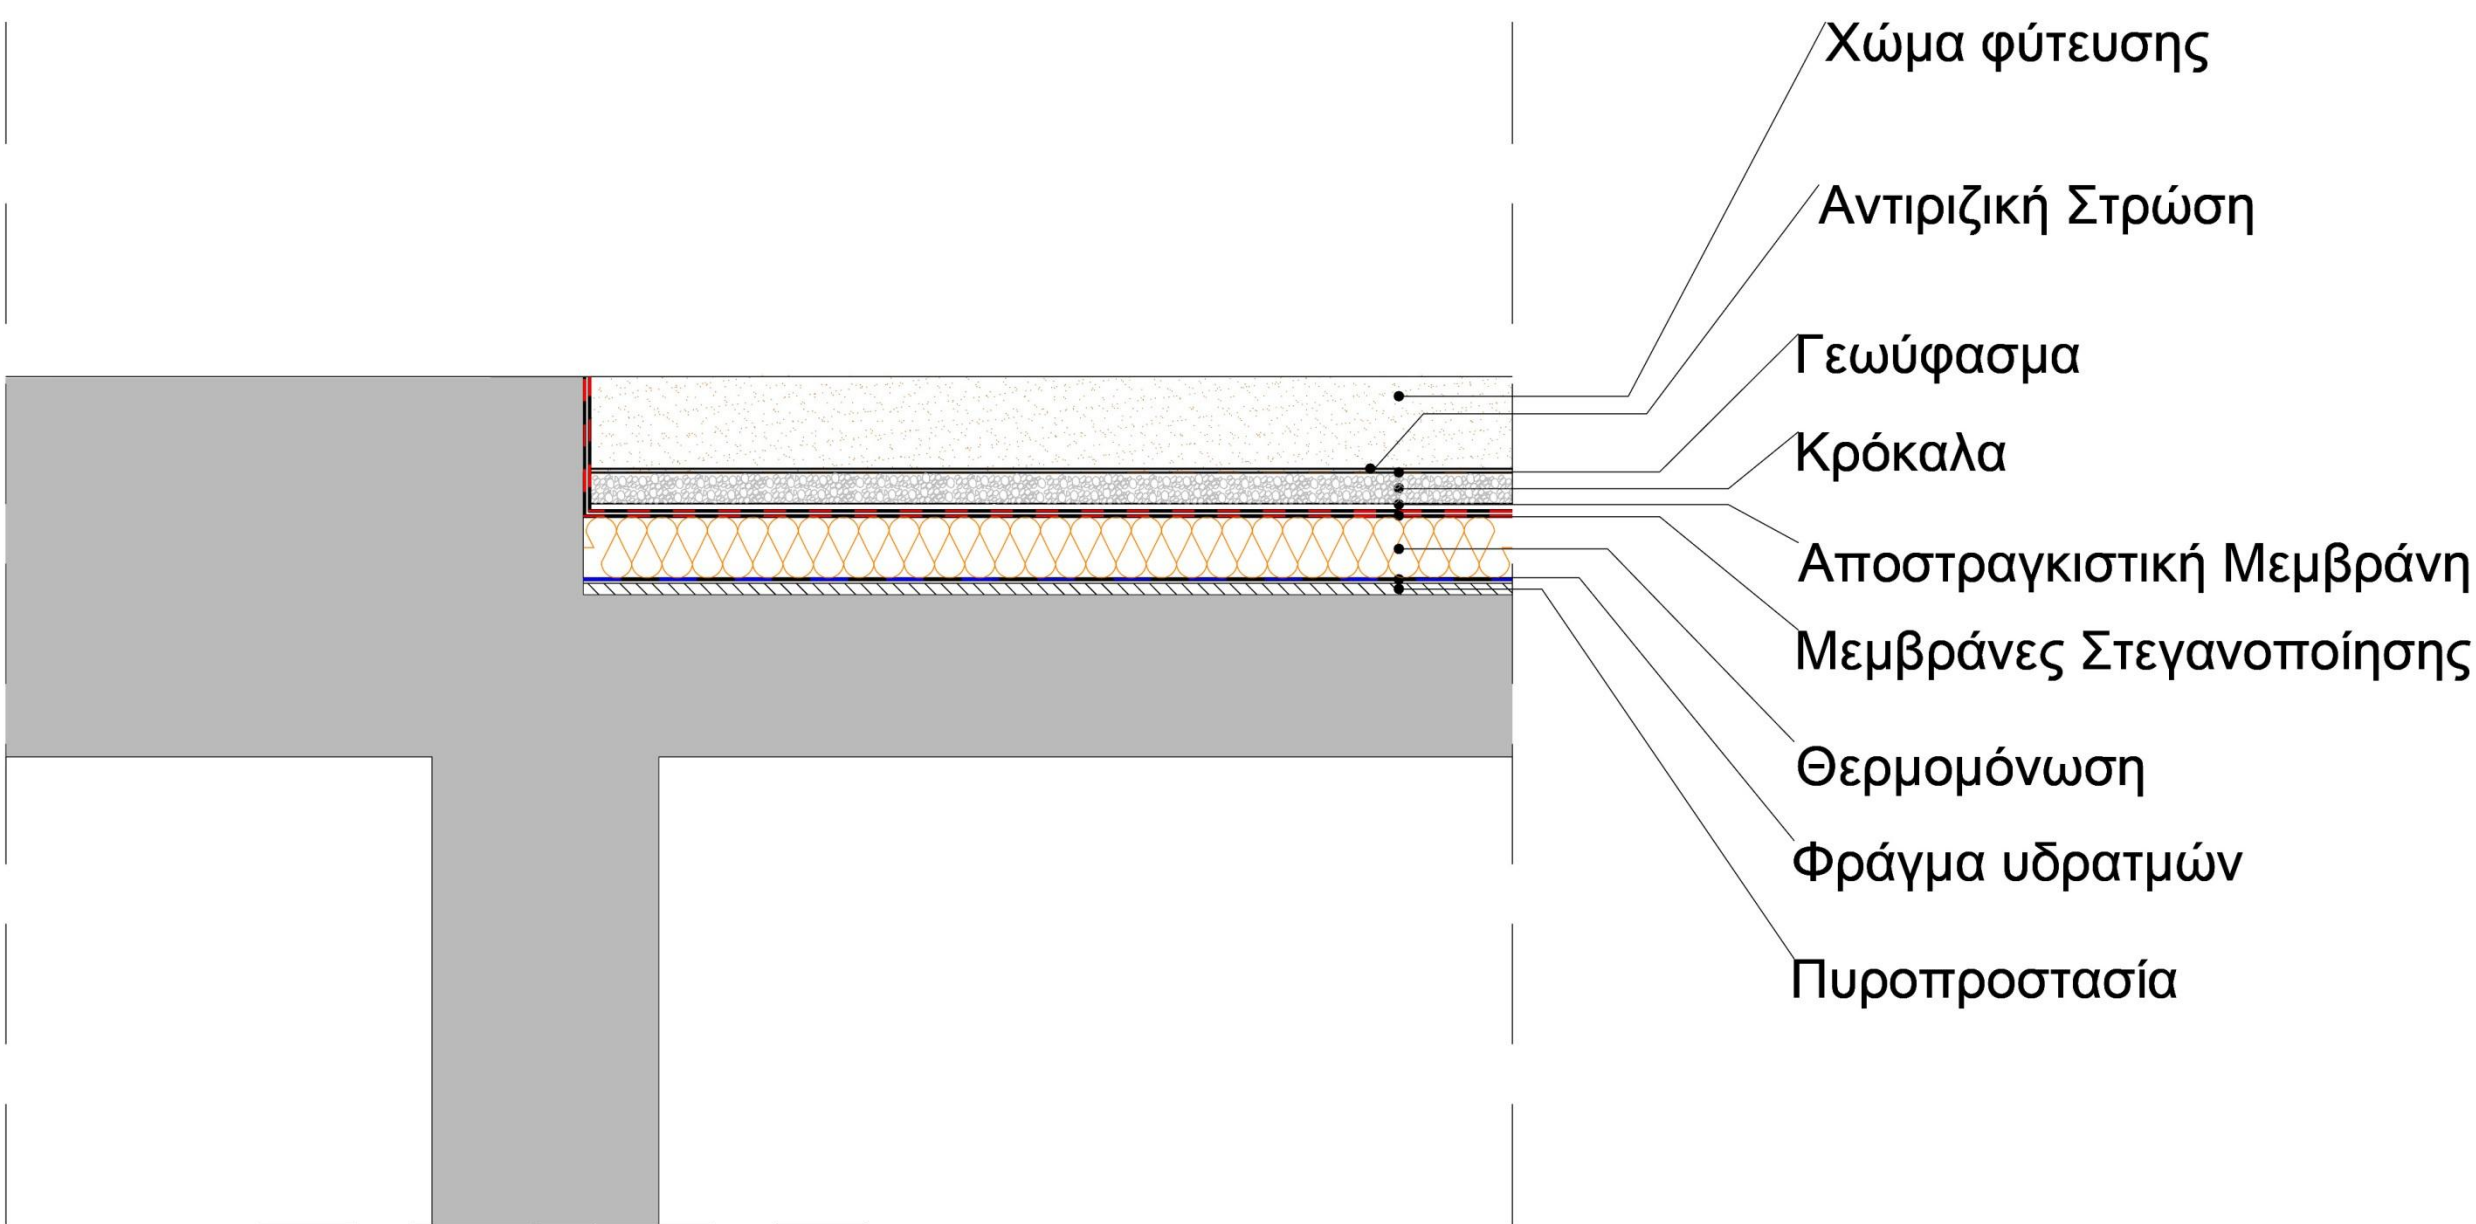 Χώμα φύτευσης
Αντιριζική Στρώση
Γεωύφασμα
Κρόκαλα
Αποστραγκιστική Μεμβράνη
Μεμβράνες Στεγανοποίησης
Θερμομόνωση
Φράγμα υδρατμών
Πυροπροστασία